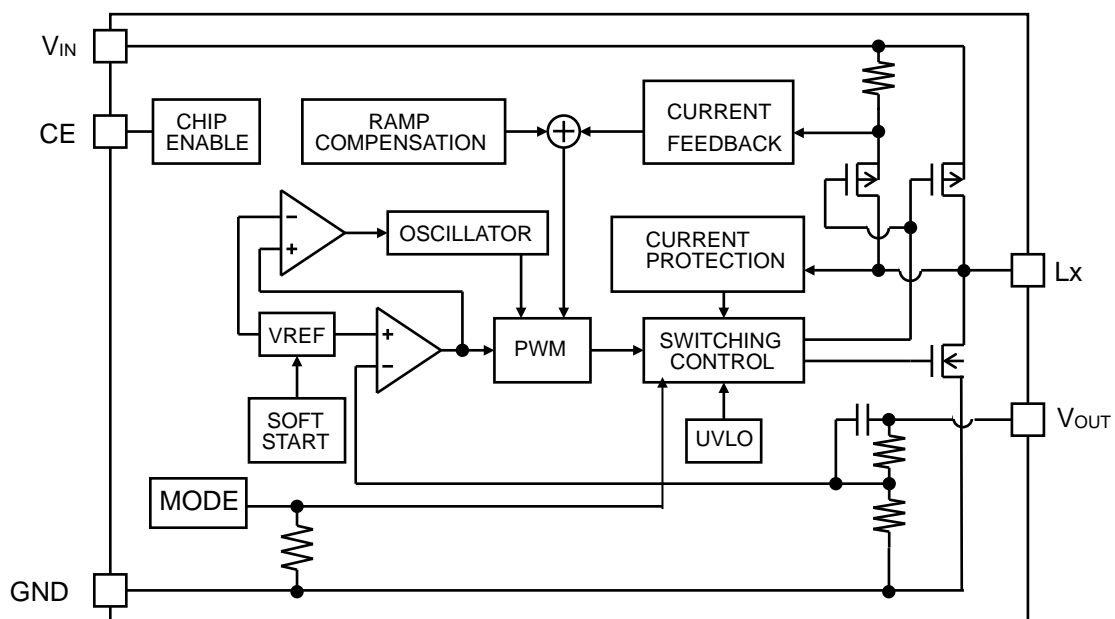 VIN
CE
CHIP
ENABLE
RAMP
COMPENSATION
+
CURRENT
FEEDBACK
−
+
OSCILLATOR
CURRENT
PROTECTION
Lx
VREF
+
−
PWM
SWITCHING
CONTROL
SOFT
START
UVLO
VOUT
MODE
GND